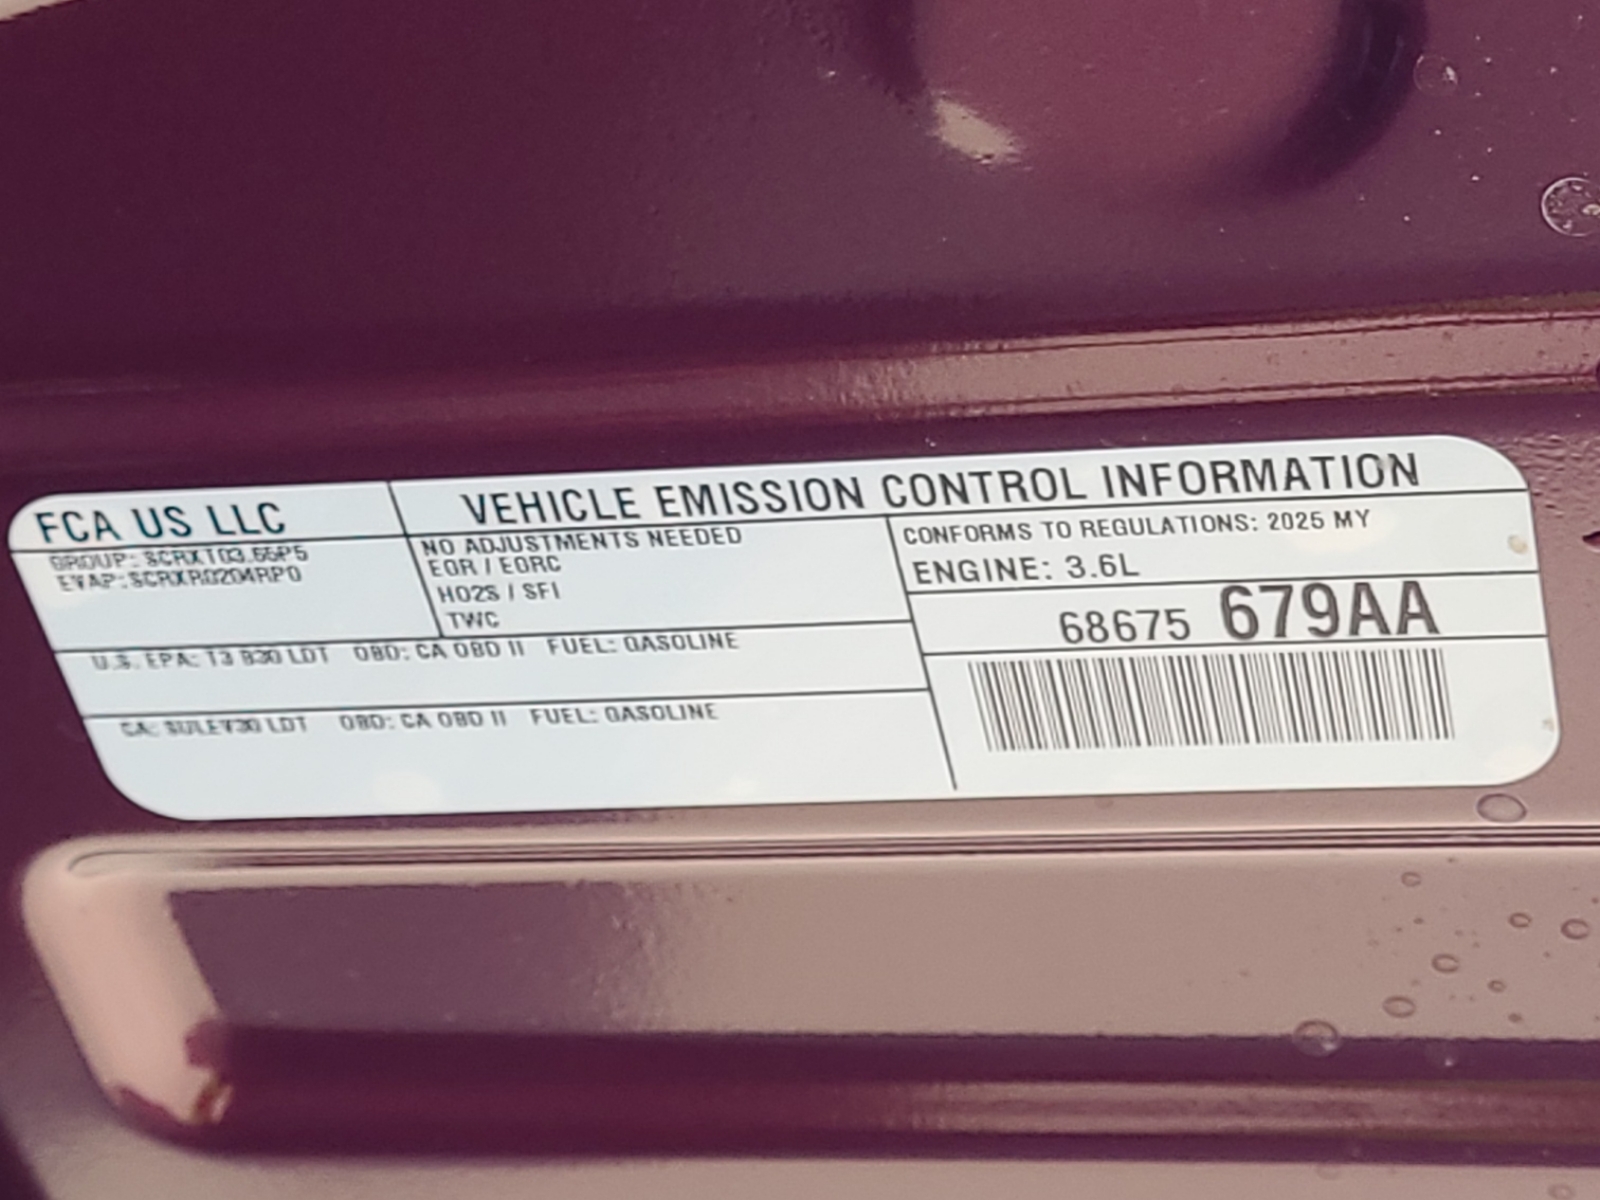 FCA US LLC
VEHICLE EMISSION CONTROL INFORMATION
GROUP: SCRXT03.65P5
EVAP: SCRXR0204RP0
NO ADJUSTMENTS NEEDED
EGR / EGRC
HO2S / SFI
TWC
CONFORMS TO REGULATIONS: 2025 MY
ENGINE: 3.6L
68675 679AA
U.S. EPA: T3 B30 LDT OBD: CA OBD II FUEL: GASOLINE
CA: SULEV30 LDT OBD: CA OBD II FUEL: GASOLINE